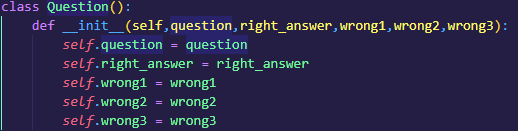 class Question():
def __init__(self,question,right_answer,wrong1,wrong2,wrong3):
self.question = question
self.right_answer = right_answer
self.wrong1 = wrong1
self.wrong2 = wrong2
self.wrong3 = wrong3